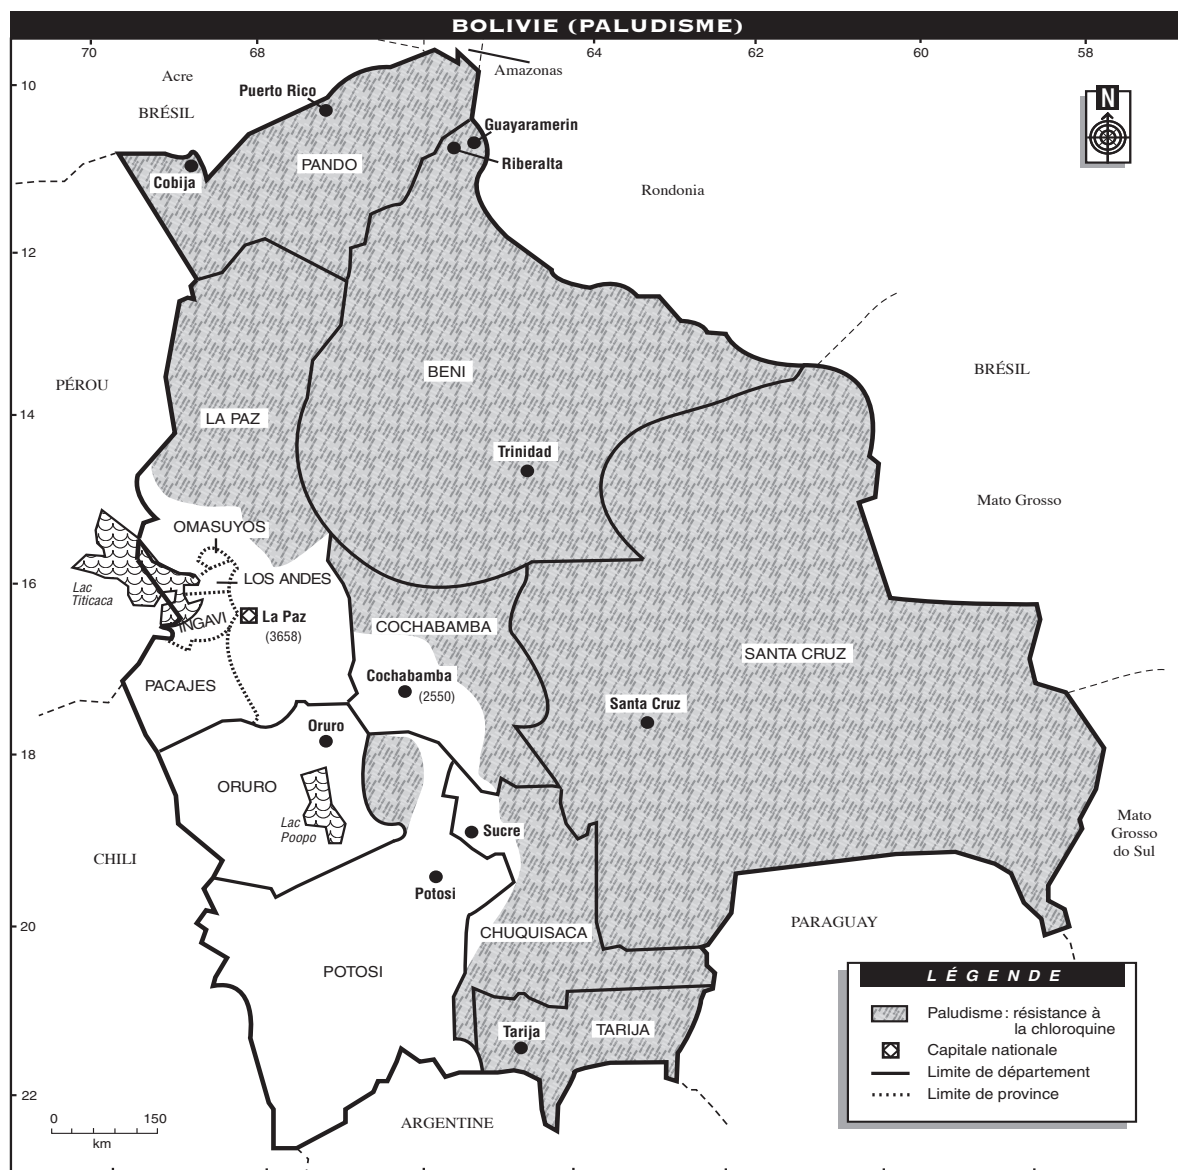 BOLIVIE (PALUDISME)
70
68
64
62
60
58
Acre
Amazonas
10
Puerto Rico
BRÉSIL
N
Guayaramerin
PANDO
Riberalta
Cobija
Rondonia
12
BENI
BRÉSIL
PÉROU
14
LA PAZ
Trinidad
Mato Grosso
OMASUYOS
16
LOS ANDES
Lac
Titicaca
INGAVI
La Paz
(3658)
COCHABAMBA
SANTA CRUZ
PACAJES
Cochabamba
(2550)
Santa Cruz
Oruro
18
ORURO
Lac
Poopo
Sucre
Mato
Grosso
do Sul
CHILI
Potosi
20
CHUQUISACA
PARAGUAY
POTOSI
LÉGENDE
Paludisme : résistance à
la chloroquine
Capitale nationale
Limite de département
Limite de province
Tarija
TARIJA
22
0 150
km
ARGENTINE